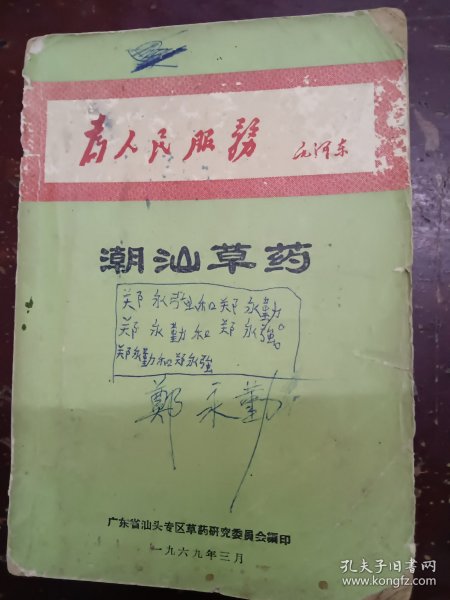 为人民服务 毛泽东
潮汕草药
郑永强和郑永勤
郑永勤和郑永強。
郑永勤和郑永強
鄭永勤
广东省汕头专区草药研究委员会编印
一九六九年三月
孔夫子旧书网
www.kongfz.com